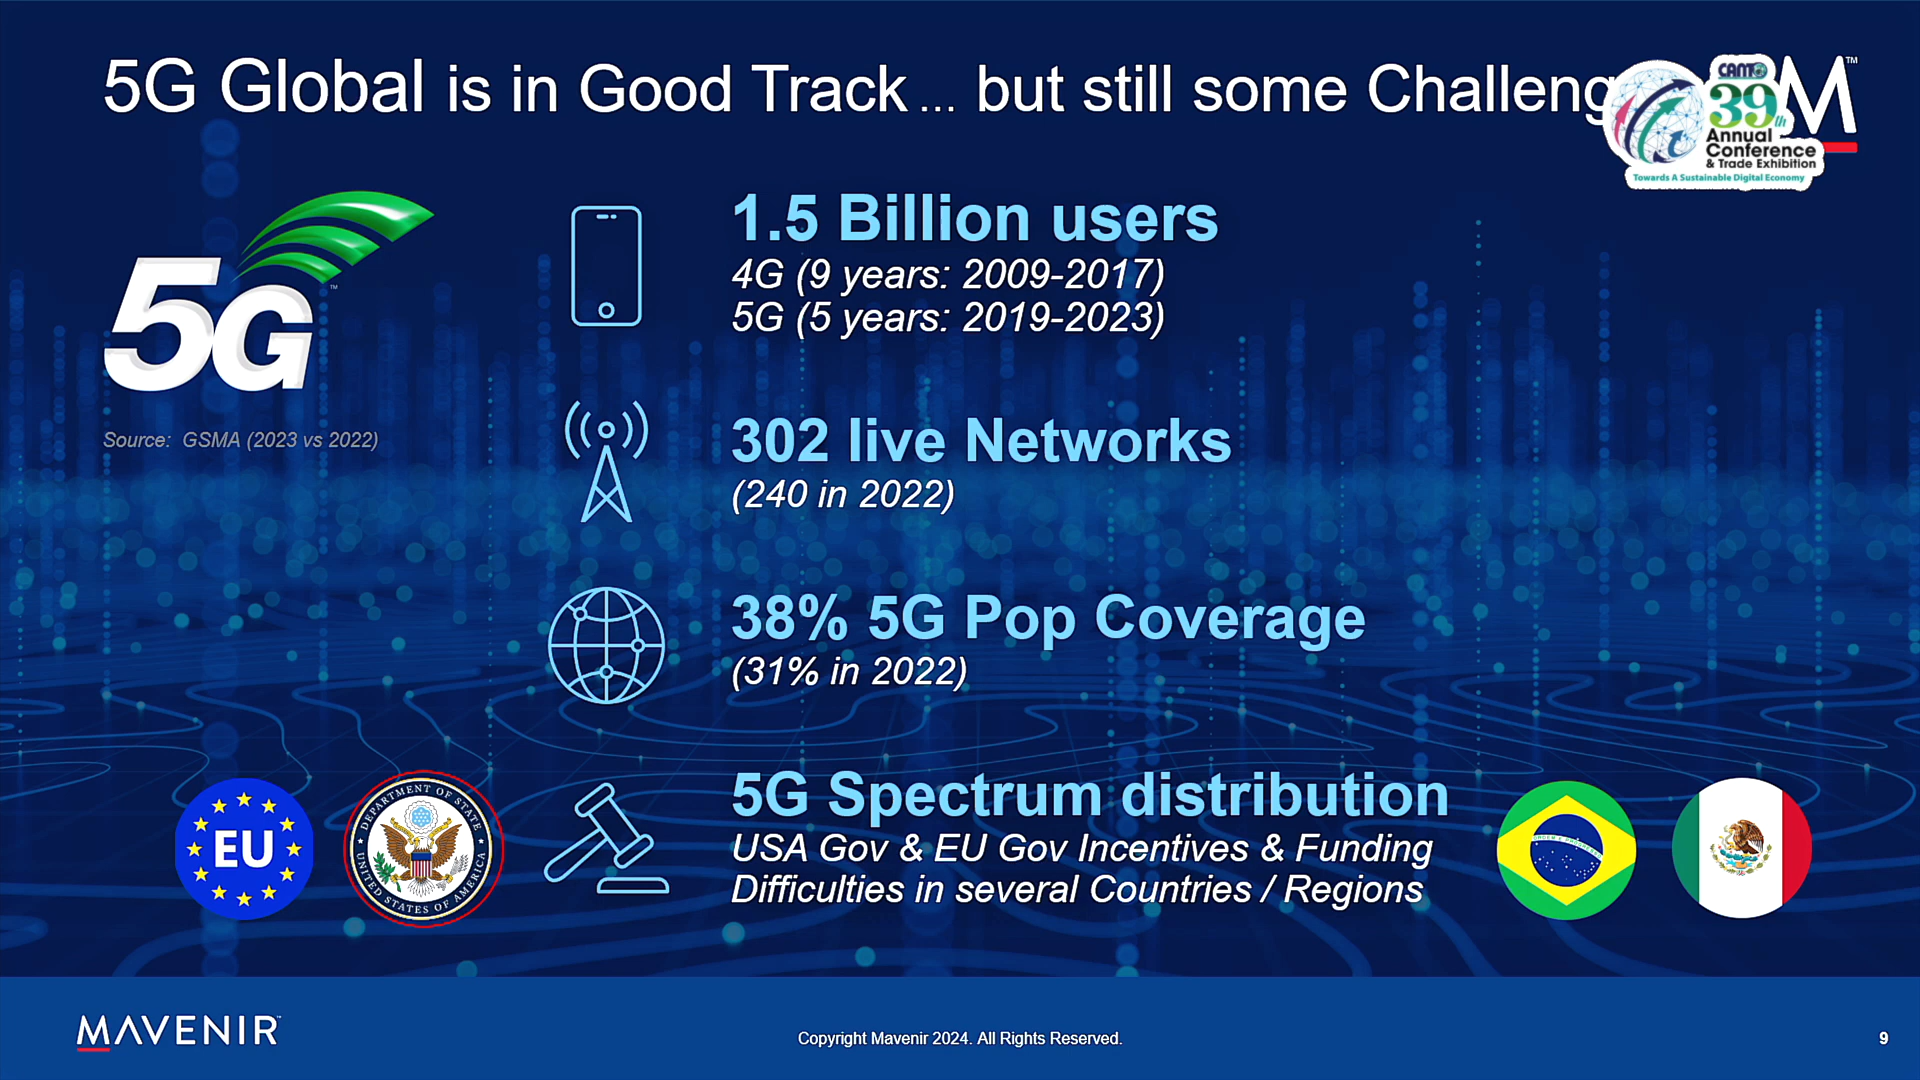 5G Global is in Good Track ... but still some Challeng
M™
CANTO
39th
Annual
Conference
& Trade Exhibition
Towards A Sustainable Digital Economy
5G™
Source: GSMA (2023 vs 2022)
1.5 Billion users
4G (9 years: 2009-2017)
5G (5 years: 2019-2023)
302 live Networks
(240 in 2022)
38% 5G Pop Coverage
(31% in 2022)
5G Spectrum distribution
USA Gov & EU Gov Incentives & Funding
Difficulties in several Countries / Regions
EU
DEPARTMENT OF STATE
UNITED STATES OF AMERICA
MAVENIR™
Copyright Mavenir 2024. All Rights Reserved.
9